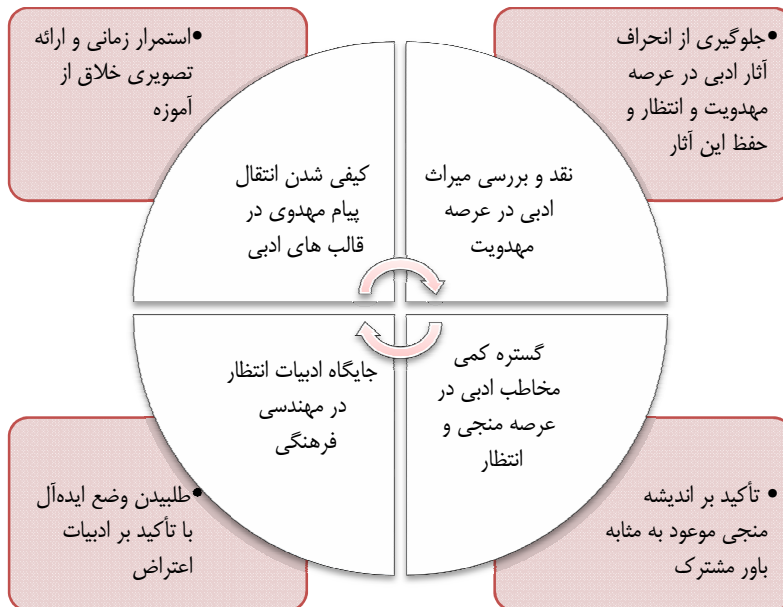 •جلوگیری از انحراف
آثار ادبی در عرصه
مهدویت و انتظار و
حفظ این آثار
•استمرار زمانی و ارائه
تصویری خلاق از
آموزه
نقد و بررسی میراث
ادبی در عرصه
مهدویت
کیفی شدن انتقال
پیام مهدوی در
قالب های ادبی
گستره کمی
مخاطب ادبی در
عرصه منجی و
انتظار
جایگاه ادبیات انتظار
در مهندسی
فرهنگی
• تأکید بر اندیشه
منجی موعود به مثابه
باور مشترک
•طلبیدن وضع ایده‌آل
با تأکید بر ادبیات
اعتراض